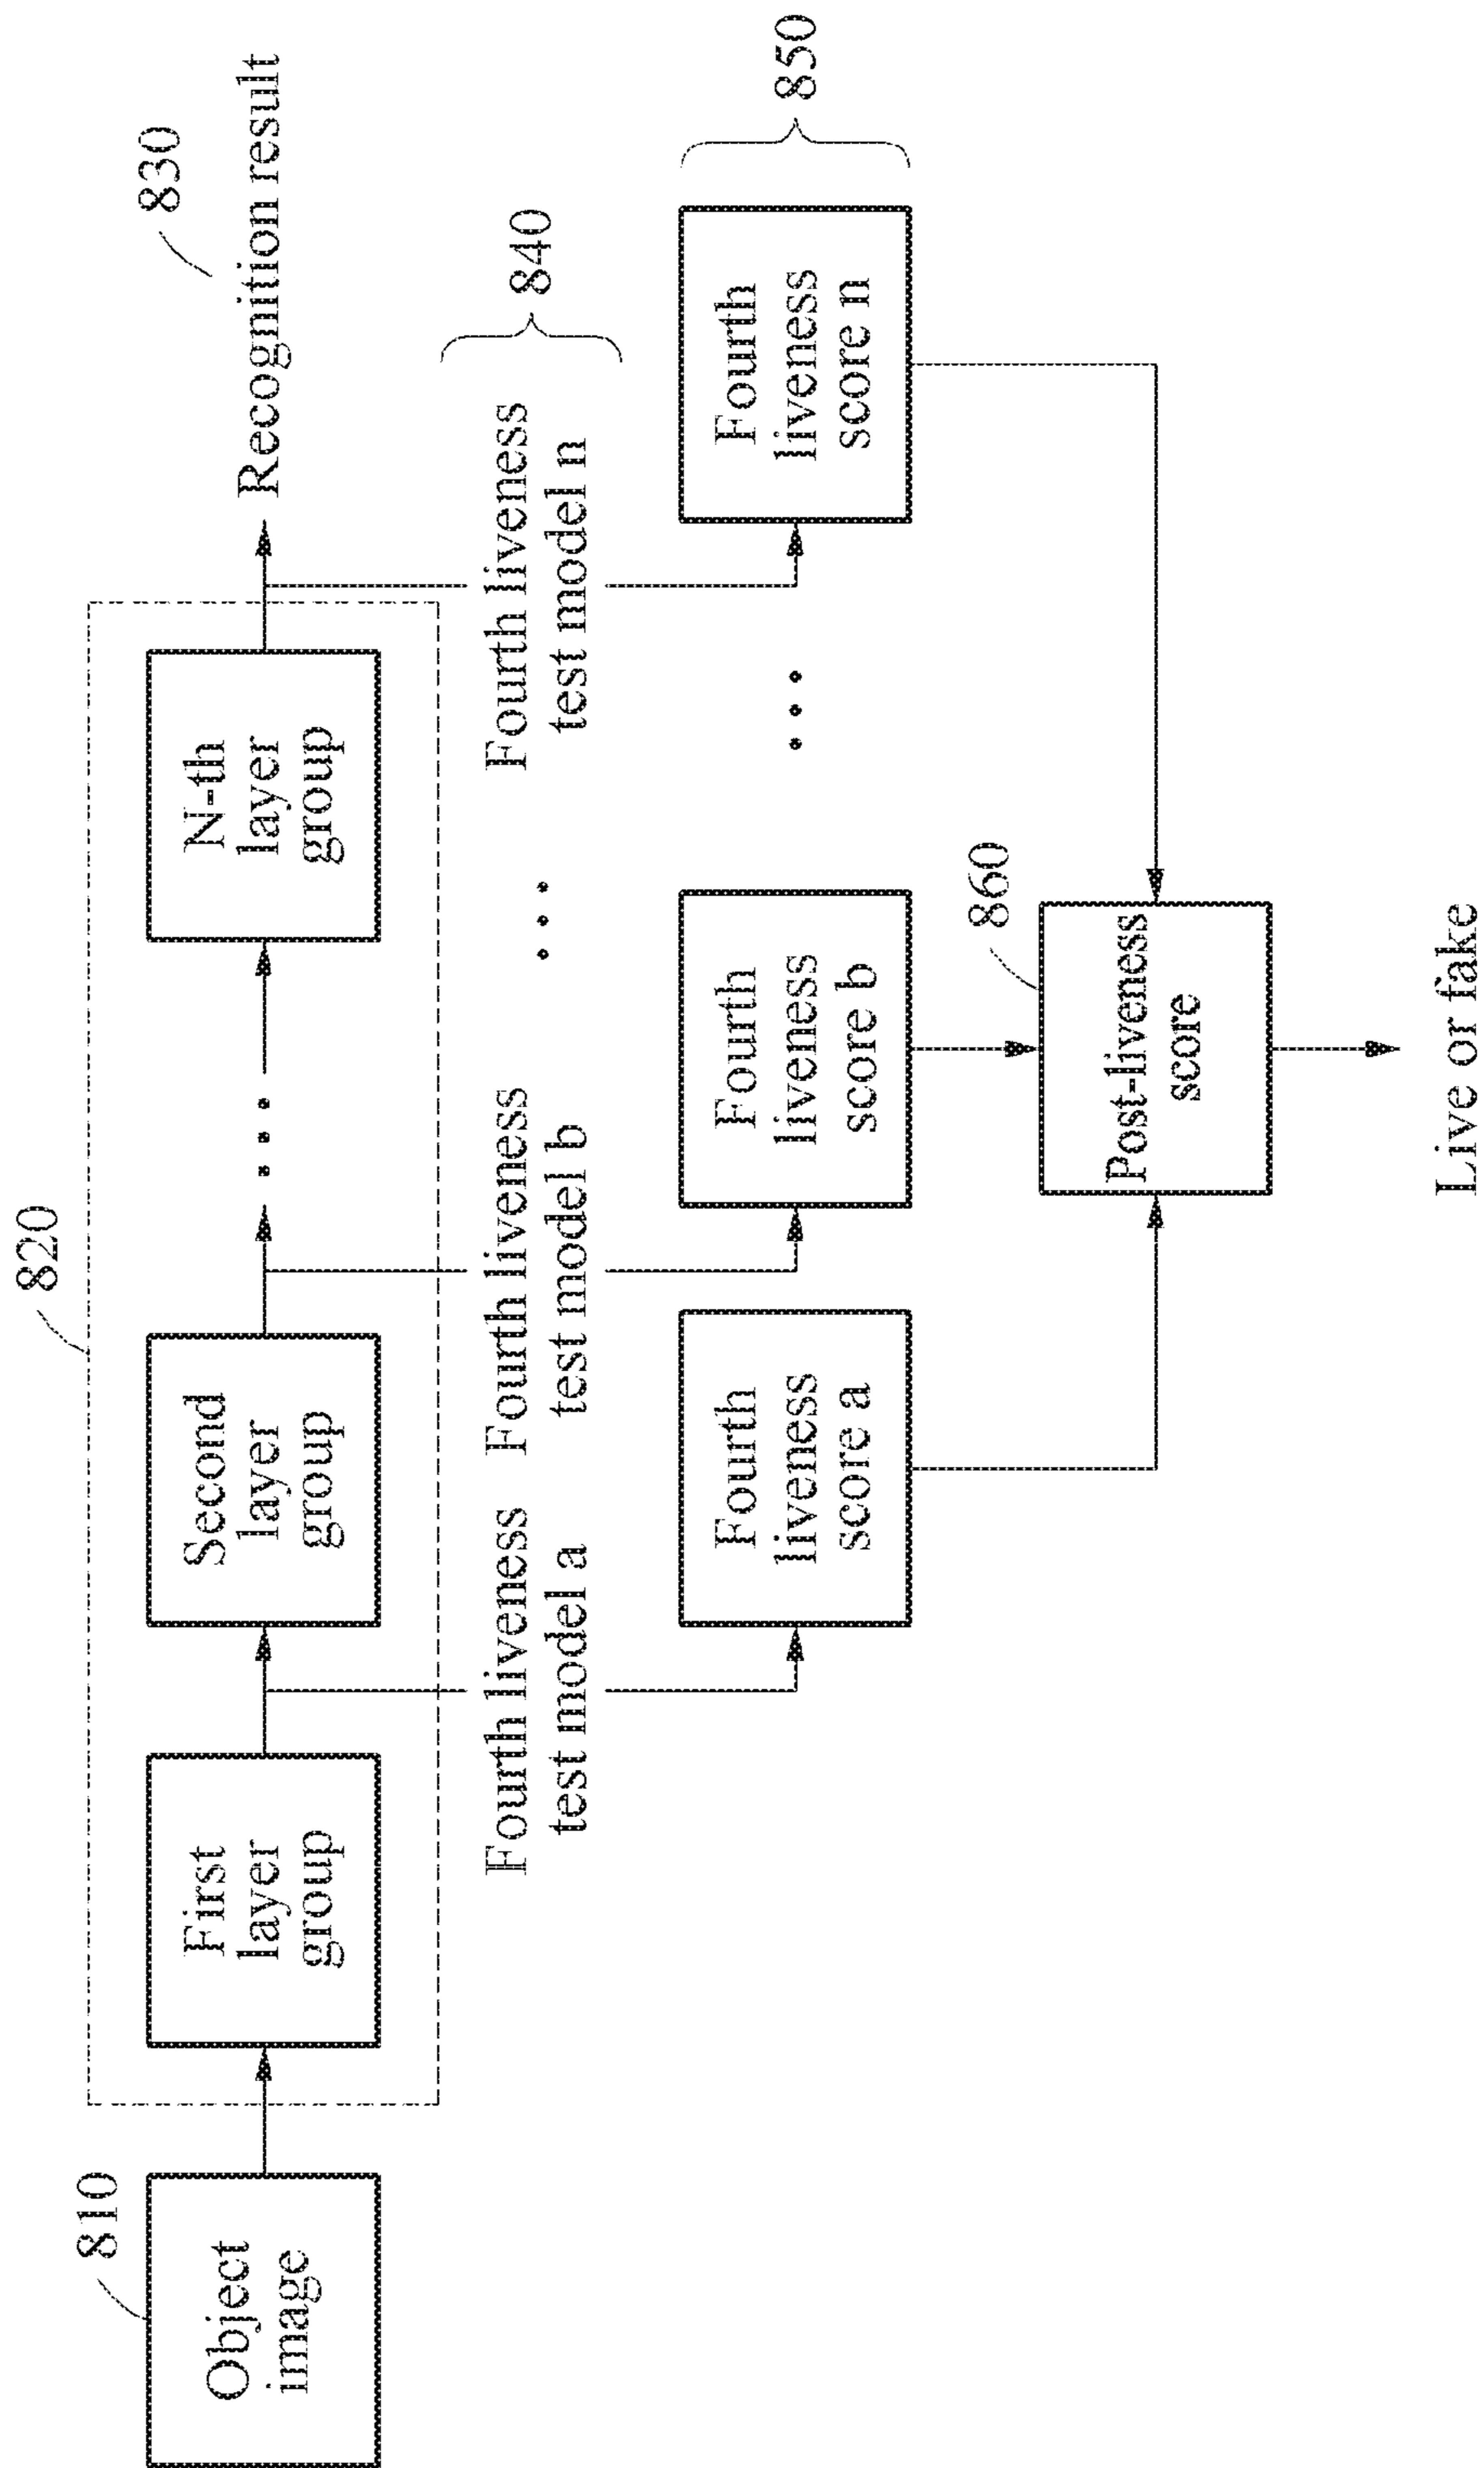 820
830
810
Object
image
First
layer
group
Second
layer
group
N-th
layer
group
Recognition result
840
Fourth liveness
test model a
Fourth liveness
test model b
Fourth liveness
test model n
850
Fourth
liveness
score a
Fourth
liveness
score b
Fourth
liveness
score n
860
Post-liveness
score
Live or fake